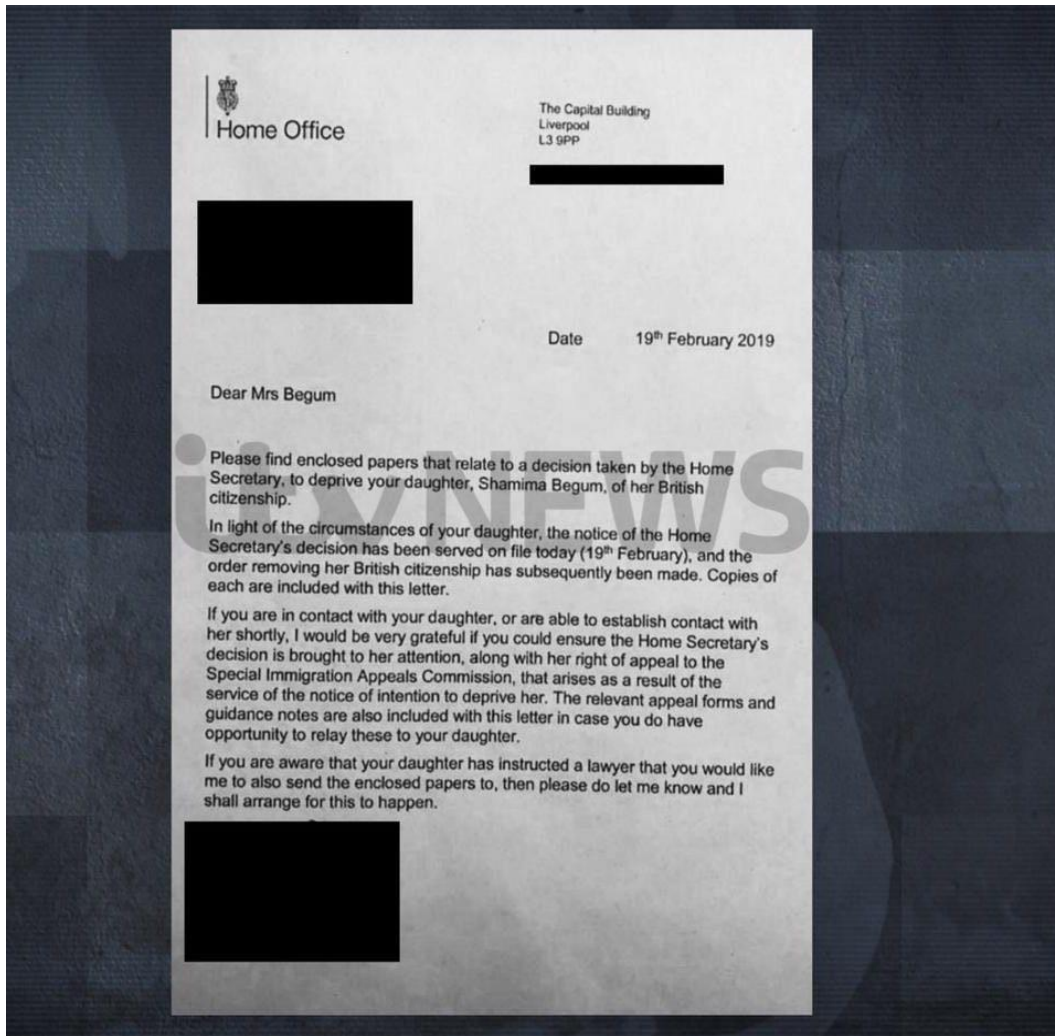 Home Office
The Capital Building
Liverpool
L3 9PP
Date 19th February 2019
Dear Mrs Begum
itv NEWS
Please find enclosed papers that relate to a decision taken by the Home
Secretary, to deprive your daughter, Shamima Begum, of her British
citizenship.
In light of the circumstances of your daughter, the notice of the Home
Secretary's decision has been served on file today (19th February), and the
order removing her British citizenship has subsequently been made. Copies of
each are included with this letter.
If you are in contact with your daughter, or are able to establish contact with
her shortly, I would be very grateful if you could ensure the Home Secretary's
decision is brought to her attention, along with her right of appeal to the
Special Immigration Appeals Commission, that arises as a result of the
service of the notice of intention to deprive her. The relevant appeal forms and
guidance notes are also included with this letter in case you do have
opportunity to relay these to your daughter.
If you are aware that your daughter has instructed a lawyer that you would like
me to also send the enclosed papers to, then please do let me know and I
shall arrange for this to happen.